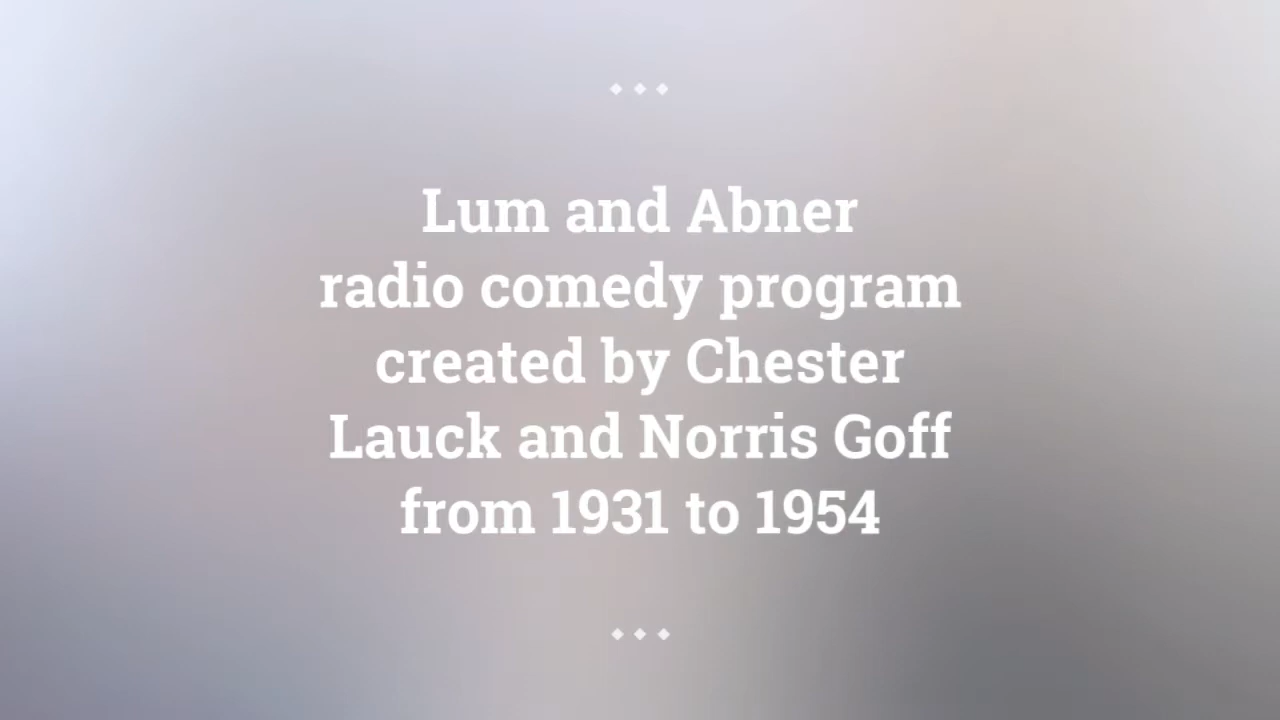 Lum and Abner
radio comedy program
created by Chester
Lauck and Norris Goff
from 1931 to 1954